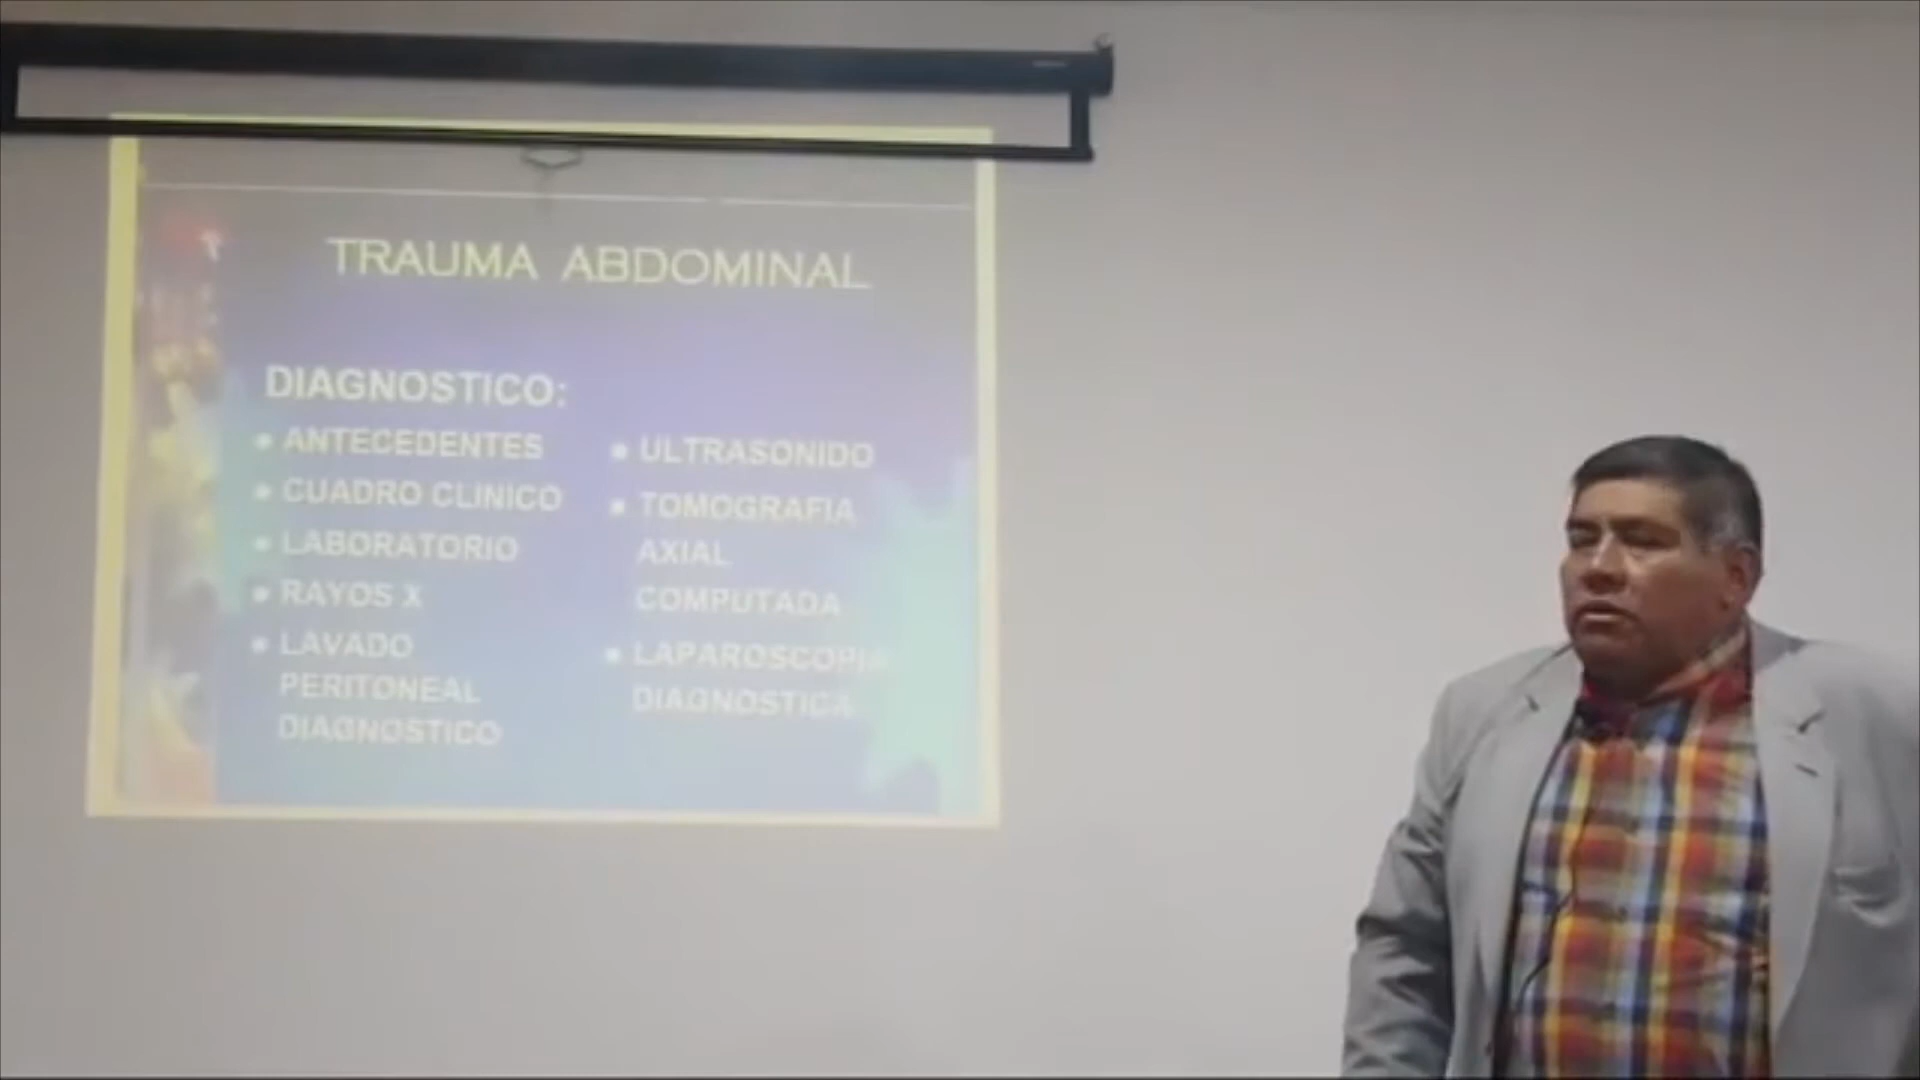 TRAUMA ABDOMINAL
DIAGNOSTICO:
• ANTECEDENTES
• CUADRO CLINICO
• LABORATORIO
• RAYOS X
• LAVADO
PERITONEAL
DIAGNOSTICO
• ULTRASONIDO
• TOMOGRAFIA
AXIAL
COMPUTADA
• LAPAROSCOPIA
DIAGNOSTICA